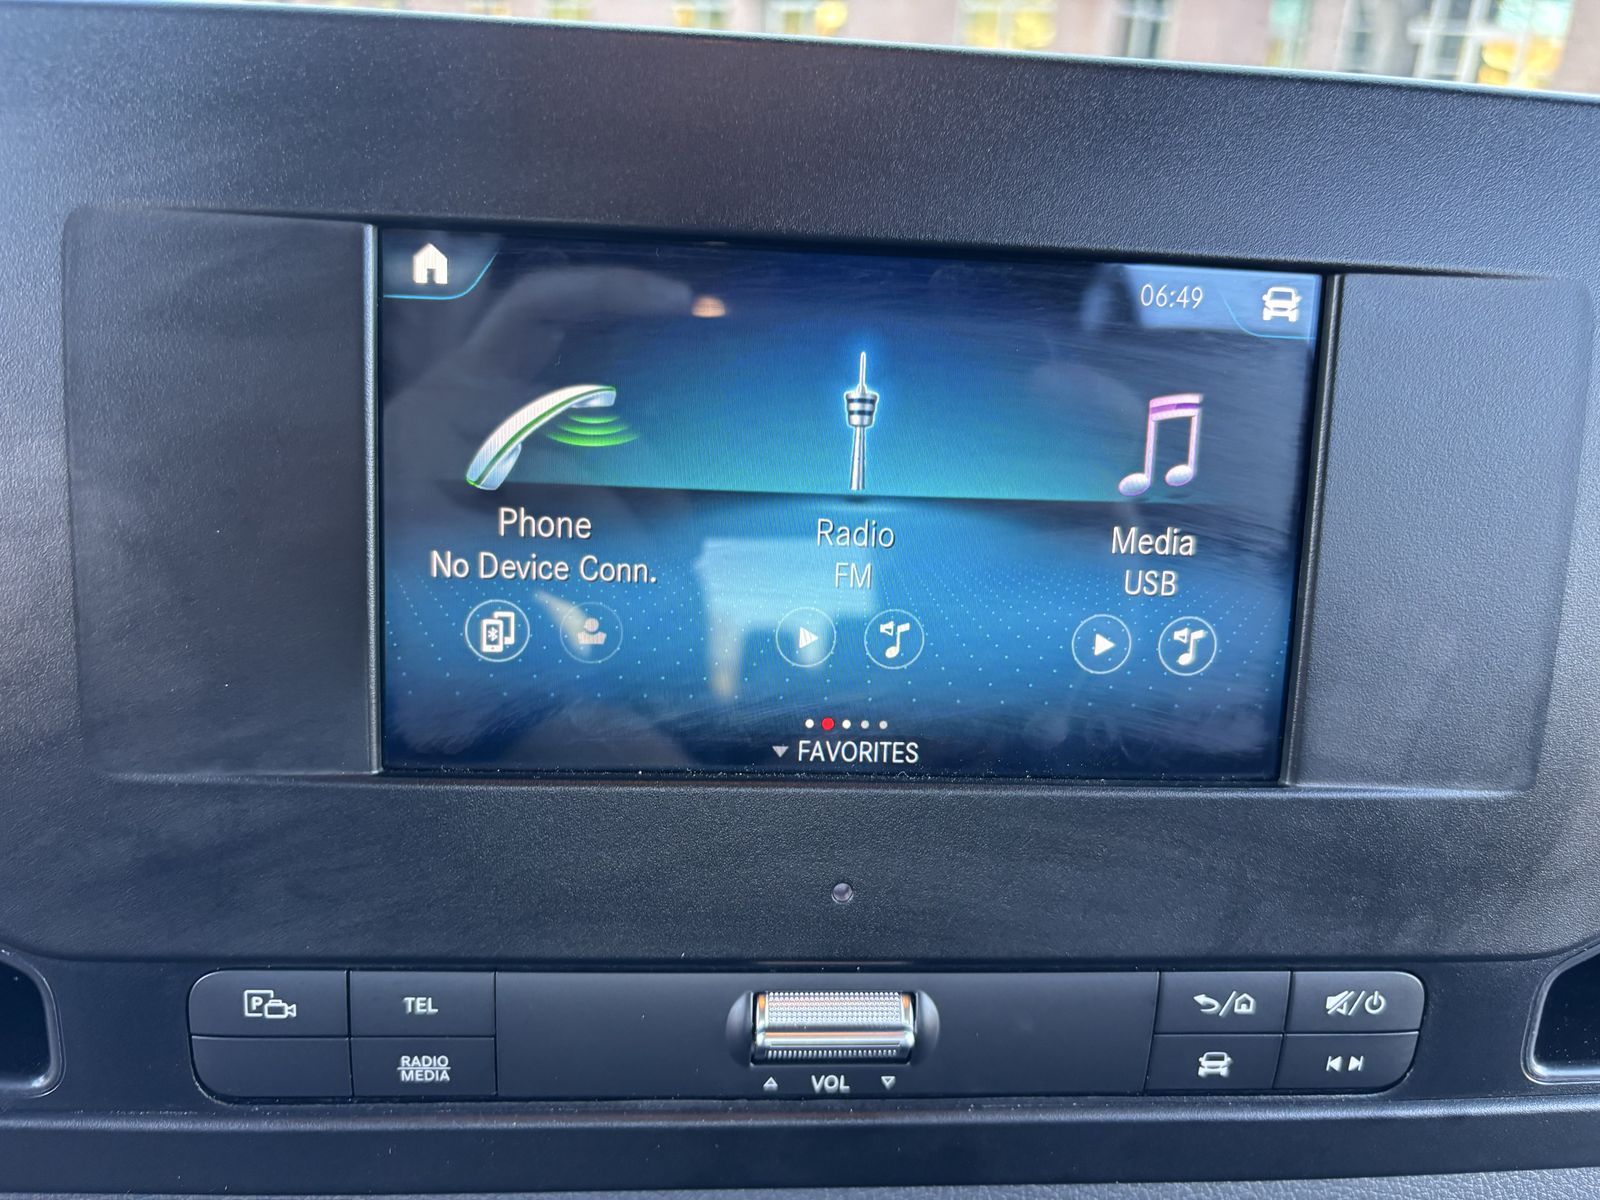 06:49
Phone
No Device Conn.
Radio
FM
Media
USB
FAVORITES
P
TEL
RADIO
MEDIA
VOL